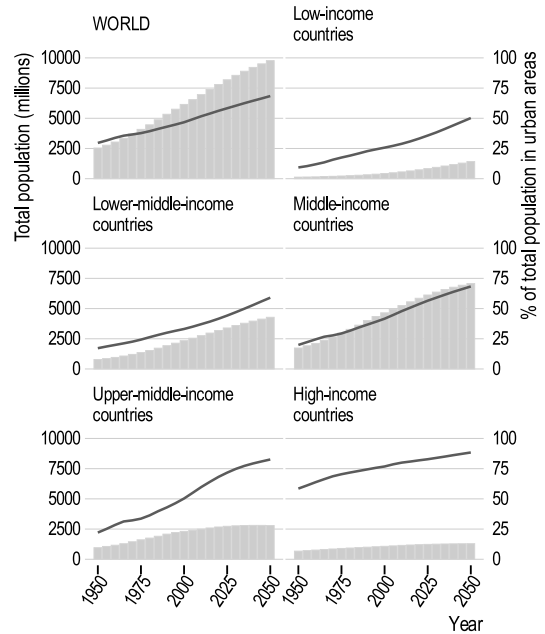 WORLD
Low-income
countries
Total population (millions)
10000
7500
5000
2500
0
100
75
50
25
0
% of total population in urban areas
Lower-middle-income
countries
Middle-income
countries
10000
7500
5000
2500
0
100
75
50
25
0
Upper-middle-income
countries
High-income
countries
10000
7500
5000
2500
0
100
75
50
25
0
1950
1975
2000
2025
2050
1950
1975
2000
2025
2050
Year